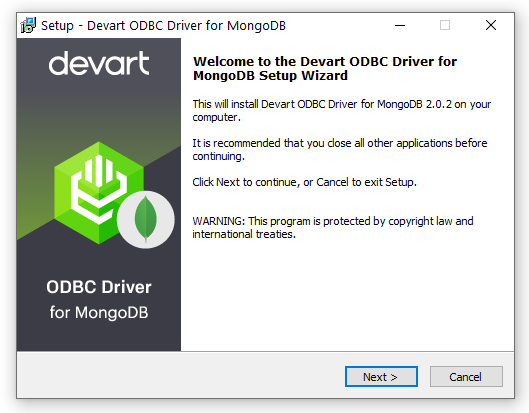 Setup - Devart ODBC Driver for MongoDB
devart
ODBC Driver
for MongoDB
Welcome to the Devart ODBC Driver for
MongoDB Setup Wizard
This will install Devart ODBC Driver for MongoDB 2.0.2 on your
computer.
It is recommended that you close all other applications before
continuing.
Click Next to continue, or Cancel to exit Setup.
WARNING: This program is protected by copyright law and
international treaties.
Next >
Cancel